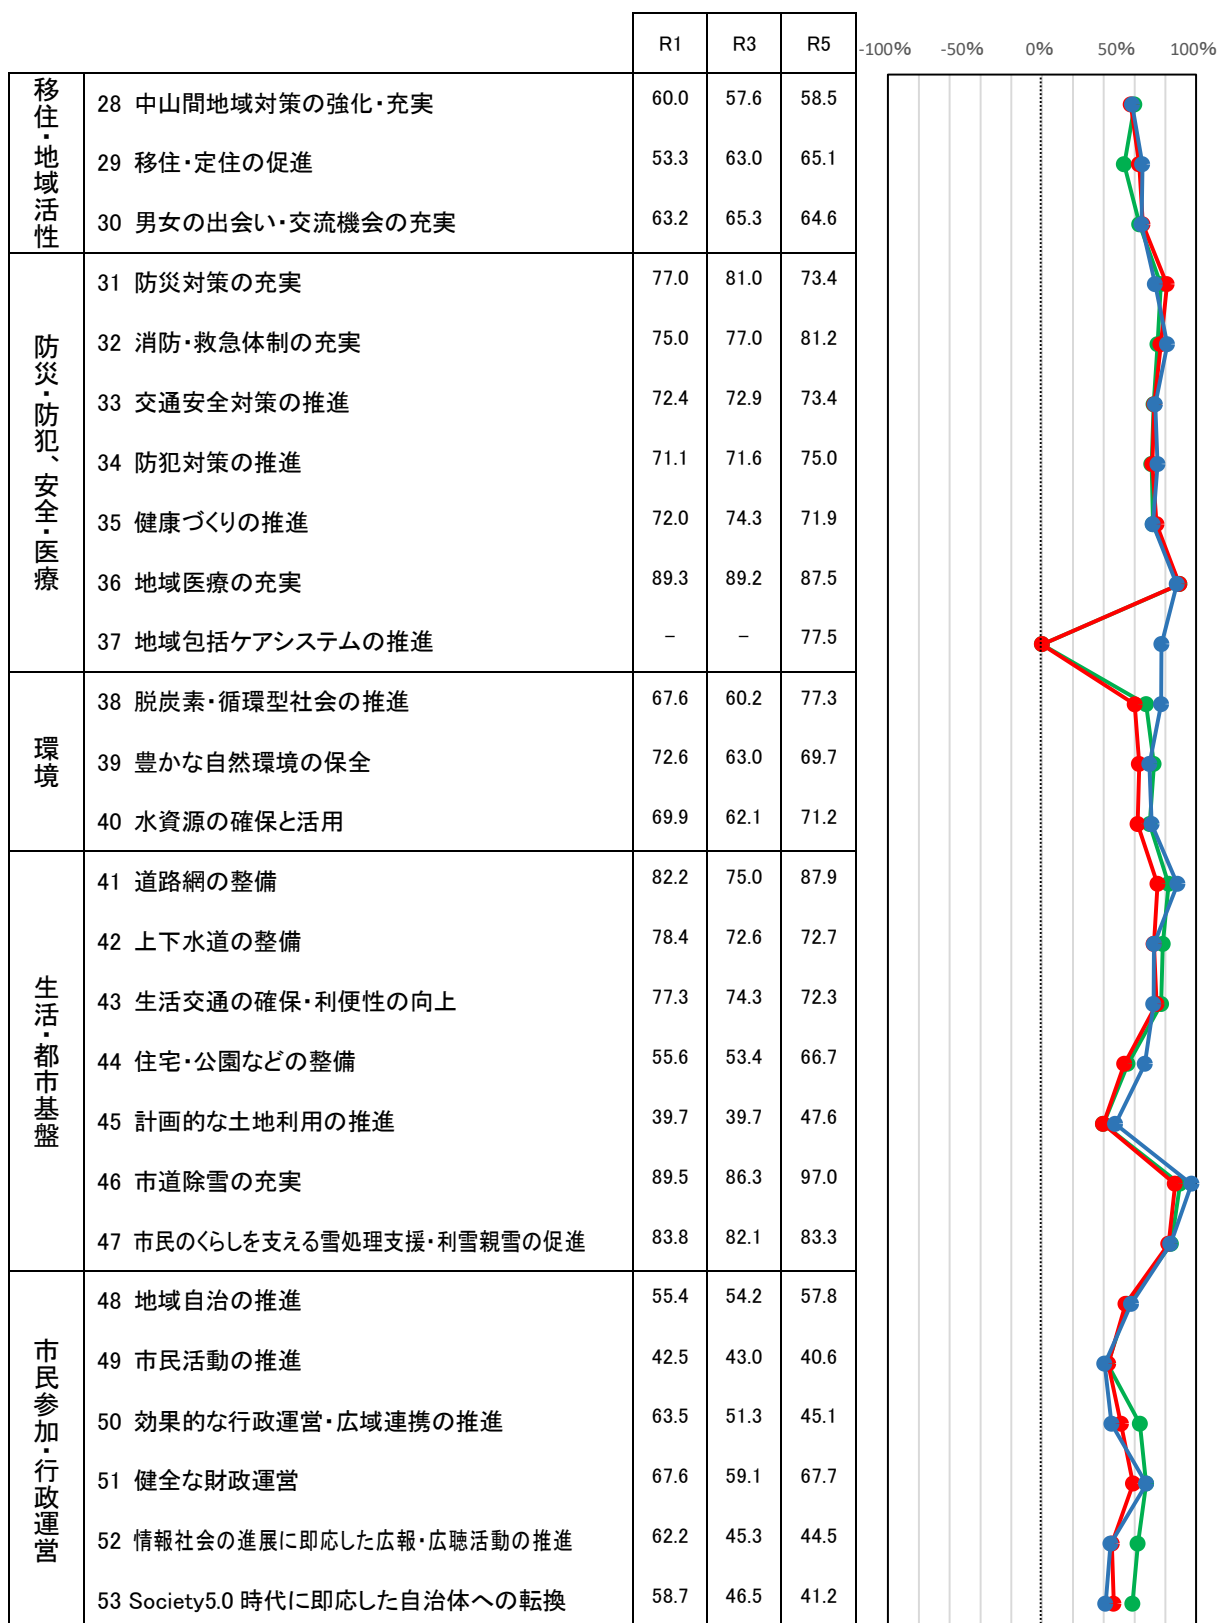 R1 R3 R5 -100% -50% 0% 50% 100%
移住・地域活性
28 中山間地域対策の強化・充実 60.0 57.6 58.5
29 移住・定住の促進 53.3 63.0 65.1
30 男女の出会い・交流機会の充実 63.2 65.3 64.6
防災・防犯、安全・医療
31 防災対策の充実 77.0 81.0 73.4
32 消防・救急体制の充実 75.0 77.0 81.2
33 交通安全対策の推進 72.4 72.9 73.4
34 防犯対策の推進 71.1 71.6 75.0
35 健康づくりの推進 72.0 74.3 71.9
36 地域医療の充実 89.3 89.2 87.5
37 地域包括ケアシステムの推進 － － 77.5
環境
38 脱炭素・循環型社会の推進 67.6 60.2 77.3
39 豊かな自然環境の保全 72.6 63.0 69.7
40 水資源の確保と活用 69.9 62.1 71.2
生活・都市基盤
41 道路網の整備 82.2 75.0 87.9
42 上下水道の整備 78.4 72.6 72.7
43 生活交通の確保・利便性の向上 77.3 74.3 72.3
44 住宅・公園などの整備 55.6 53.4 66.7
45 計画的な土地利用の推進 39.7 39.7 47.6
46 市道除雪の充実 89.5 86.3 97.0
47 市民のくらしを支える雪処理支援・利雪親雪の促進 83.8 82.1 83.3
市民参加・行政運営
48 地域自治の推進 55.4 54.2 57.8
49 市民活動の推進 42.5 43.0 40.6
50 効果的な行政運営・広域連携の推進 63.5 51.3 45.1
51 健全な財政運営 67.6 59.1 67.7
52 情報社会の進展に即応した広報・広聴活動の推進 62.2 45.3 44.5
53 Society5.0 時代に即応した自治体への転換 58.7 46.5 41.2